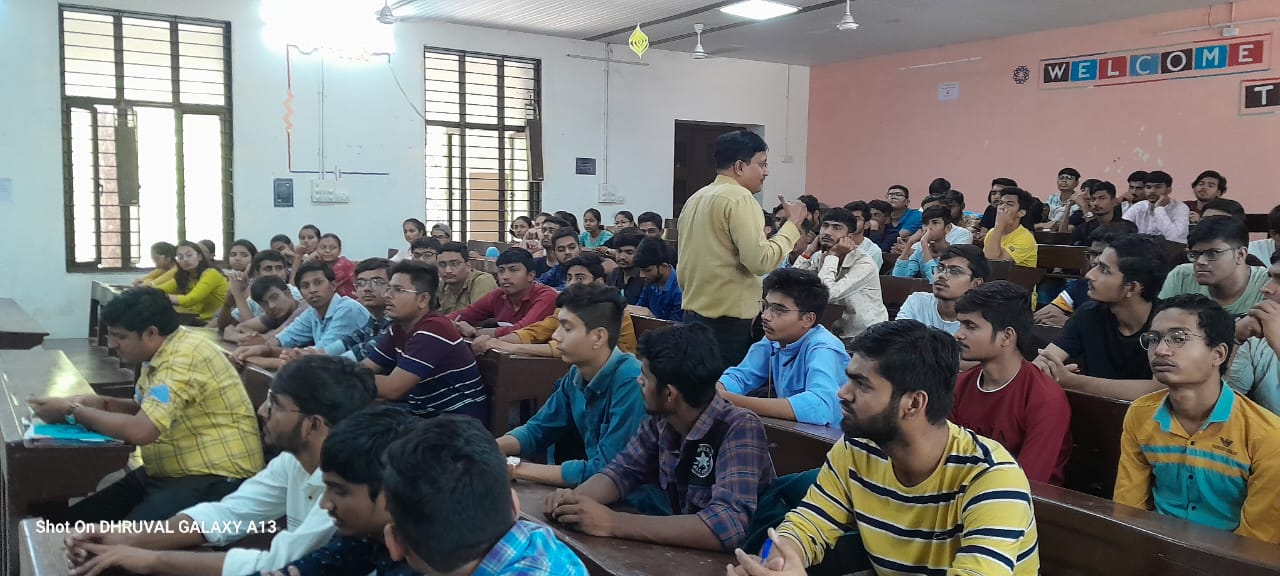 WELCOME
T
Shot On DHRUVAL GALAXY A13